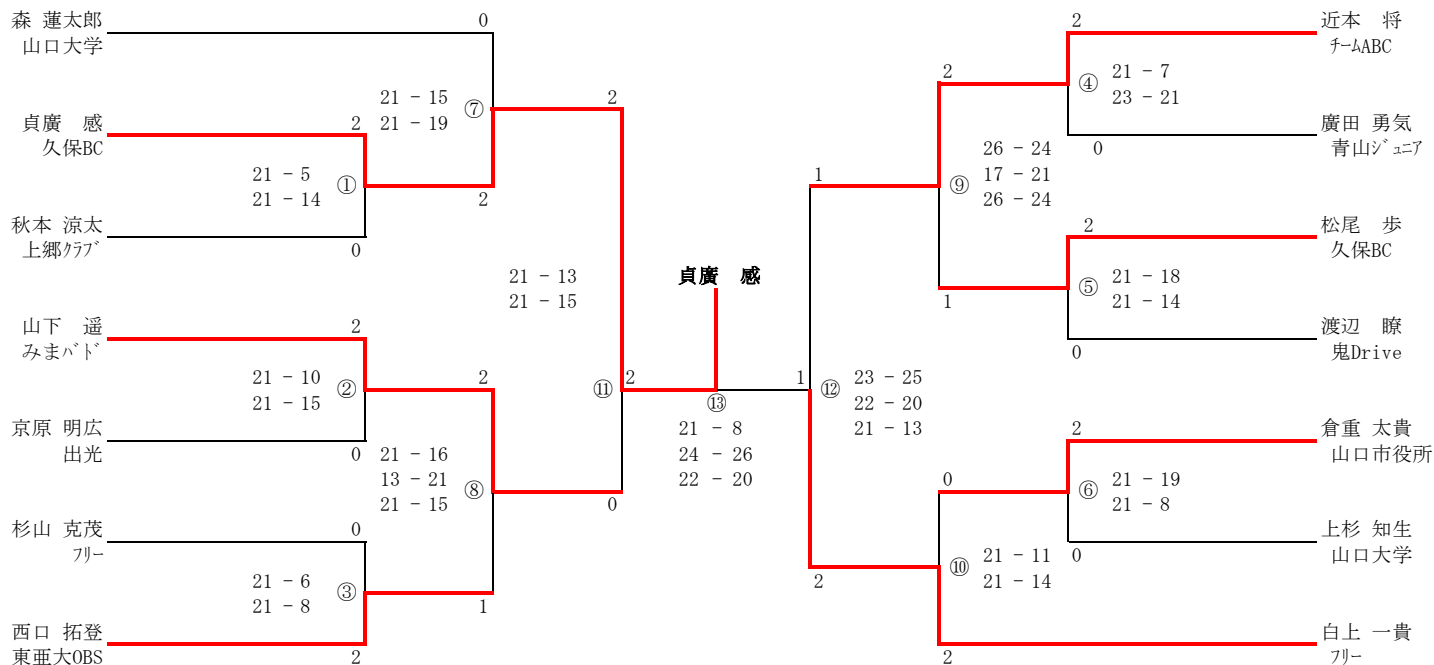 森 蓮太郎
山口大学
0
貞廣 感
久保BC
2
21 - 5
21 - 14
①
秋本 涼太
上郷クラブ
0
21 - 15
21 - 19
⑦
2
2
山下 遥
みまバド
2
21 - 10
21 - 15
②
京原 明広
出光
0
2
21 - 16
13 - 21
21 - 15
⑧
杉山 克茂
フリー
0
21 - 6
21 - 8
③
西口 拓登
東亜大OBS
2
1
0
21 - 13
21 - 15
⑪
2
貞廣 感
⑬
21 - 8
24 - 26
22 - 20
1
⑫
23 - 25
22 - 20
21 - 13
1
2
2
⑨
26 - 24
17 - 21
26 - 24
1
近本 将
チームABC
2
④
21 - 7
23 - 21
廣田 勇気
青山ジュニア
0
松尾 歩
久保BC
2
⑤
21 - 18
21 - 14
渡辺 瞭
鬼Drive
0
倉重 太貴
山口市役所
2
⑥
21 - 19
21 - 8
上杉 知生
山口大学
0
0
⑩
21 - 11
21 - 14
白上 一貴
フリー
2